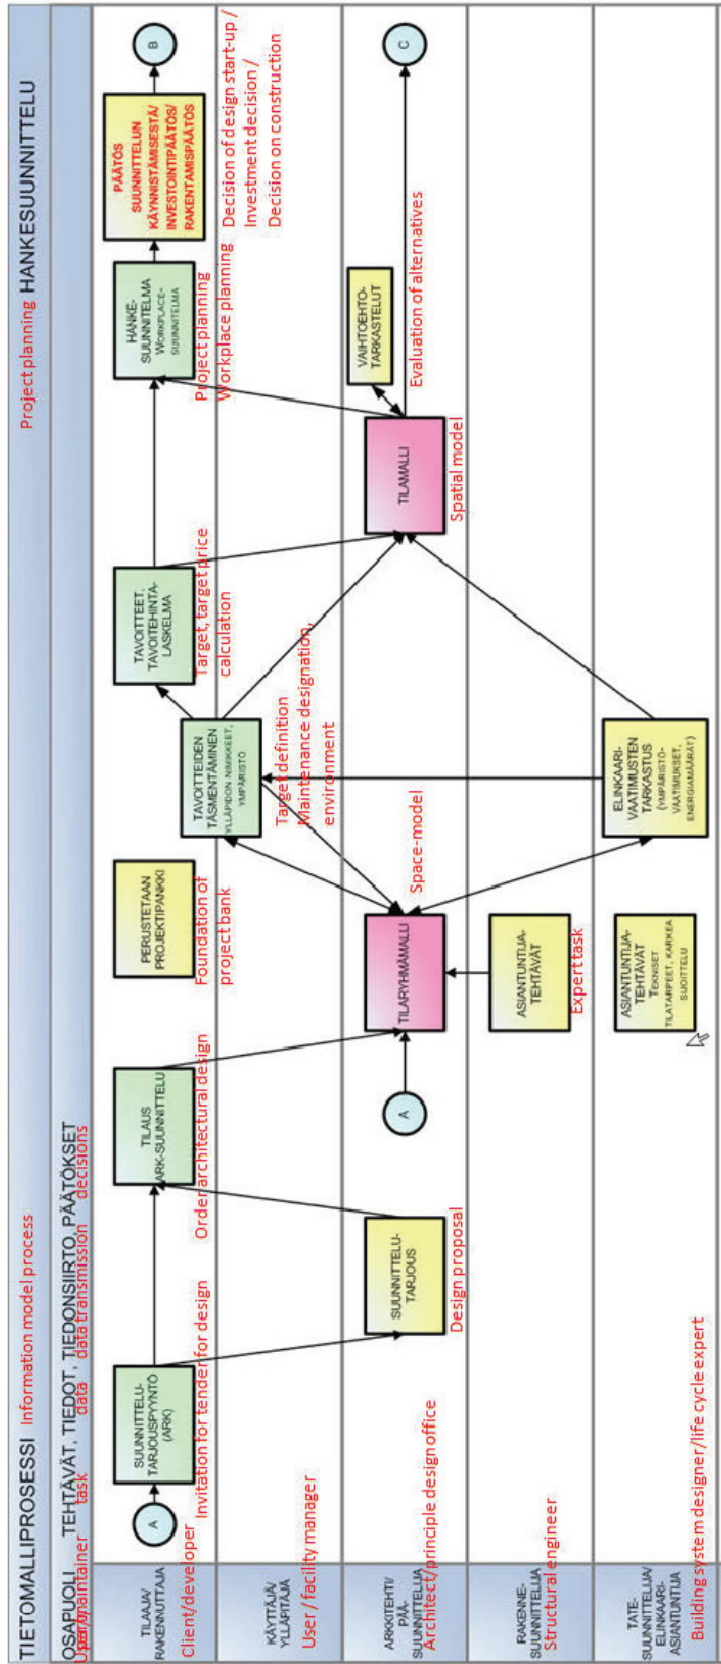 TIETOMALLIPROSESSI Information model process Project planning HANKESUUNNITTELU
OSAPUOLI TEHTÄVÄT, TIEDOT, TIEDONSIIRTO, PÄÄTÖKSET
task data data transmission decisions
TILAAJA/
RAKENNUTTAJA
Client/developer
A
SUUNNITTELU-
TARJOUSPYYNTÖ
(ARK)
Invitation for tender for design
TILAUS
ARK-SUUNNITTELU
Order architectural design
PERUSTETAAN
PROJEKTIPANKKI
Foundation of
project bank
TAVOITTEET,
TAVOITEHINTA-
LASKELMA
Target, target price
calculation
HANKE-
SUUNNITELMA
WORKPLACE-
SUUNNITELMA
Project planning
Workplace planning
PÄÄTÖS
SUUNNITTELUN
KÄYNNISTÄMISESTÄ/
INVESTOINTIPÄÄTÖS/
RAKENTAMISPÄÄTÖS
B
Decision of design start-up /
Investment decision /
Decision on construction
KÄYTTÄJÄ/
YLLÄPITÄJÄ
User / facility manager
TAVOITTEIDEN
TÄSMENTÄMINEN
YLLÄPIDON NIMIKKEET,
YMPÄRISTÖ
Target definition
Maintenance designation,
environment
ARKKITEHTI/
PÄÄ-
SUUNNITTELIJA
Architect/principle design office
SUUNNITTELU-
TARJOUS
Design proposal
A
TILARYHMÄMALLI
Space-model
TILAMALLI
Spatial model
VAIHTOEHTO-
TARKASTELUT
Evaluation of alternatives
C
RAKENNE-
SUUNNITTELIJA
Structural engineer
ASIANTUNTIJA-
TEHTÄVÄT
Expert task
TATE-
SUUNNITTELIJA/
ELINKAARI-
ASIANTUNTIJA
Building system designer/life cycle expert
ASIANTUNTIJA-
TEHTÄVÄT
TEKNISET
TILATARPEET, KARKEA
SIJOITTELU
ELINKAARI-
VAATIMUSTEN
TARKASTUS
(YMPÄRISTÖ-
VAATIMUKSET,
ENERGIAMÄÄRÄT)